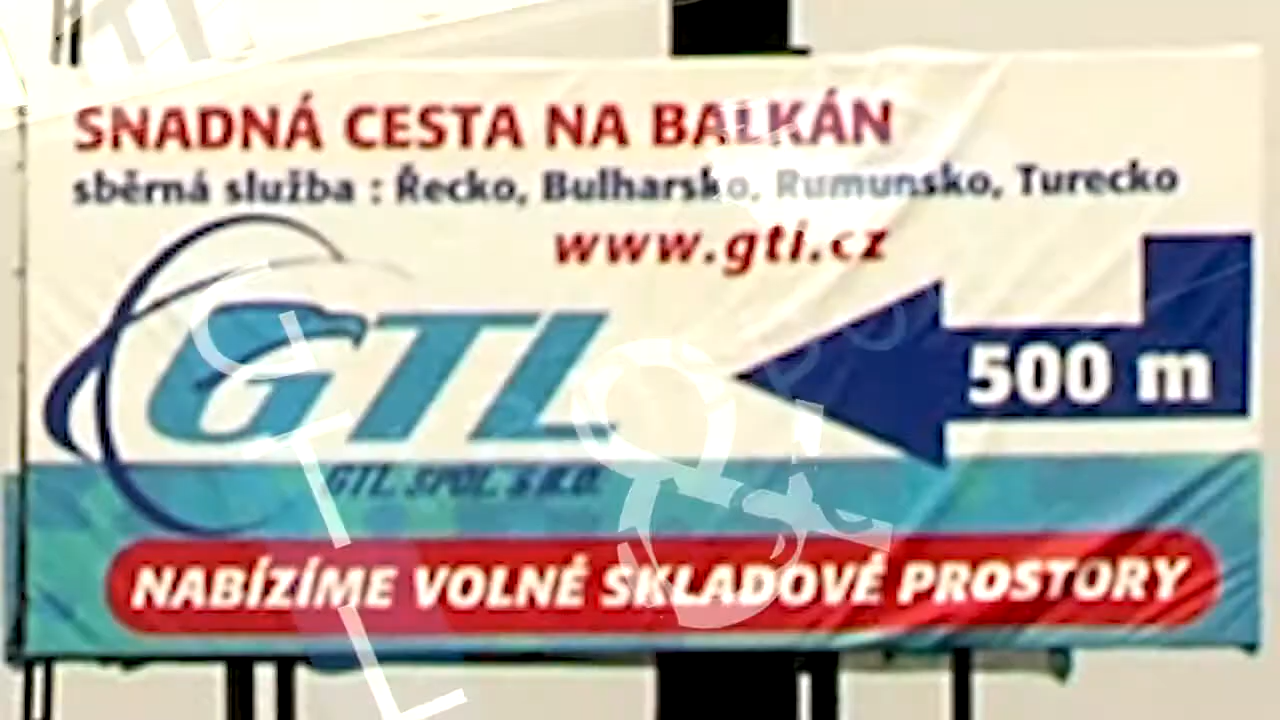 SNADNÁ CESTA NA BALKÁN
sběrná služba : Řecko, Bulharsko, Rumunsko, Turecko
www.gti.cz
GTL
500 m
GTL, SPOL. S R.O.
NABÍZÍME VOLNÉ SKLADOVÉ PROSTORY